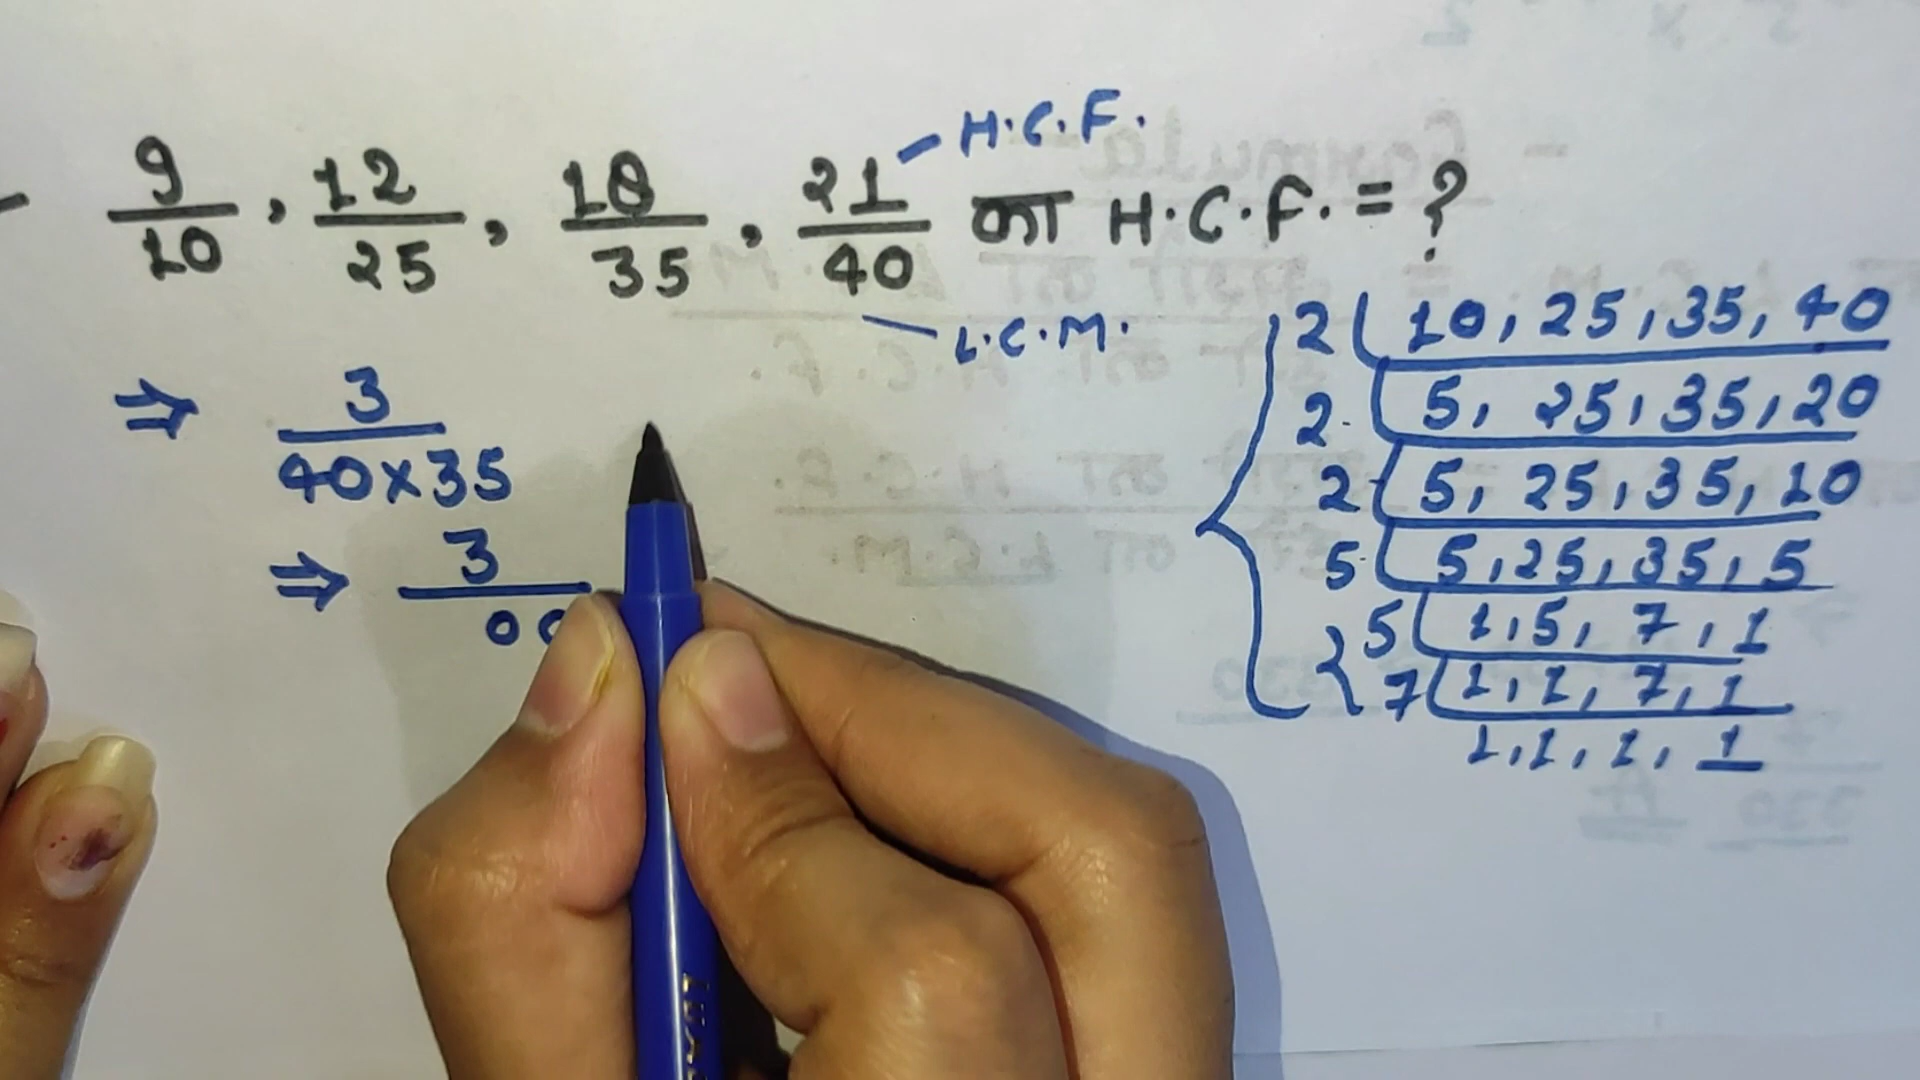 9/10, 12/25, 18/35, 21/40 का H.C.F. = ?
H.C.F.
L.C.M.
⇒ 3/40×35
⇒ 3/00
2 10, 25, 35, 40
2 5, 25, 35, 20
2 5, 25, 35, 10
5 5, 25, 35, 5
5 1, 5, 7, 1
7 1, 1, 7, 1
1, 1, 1, 1